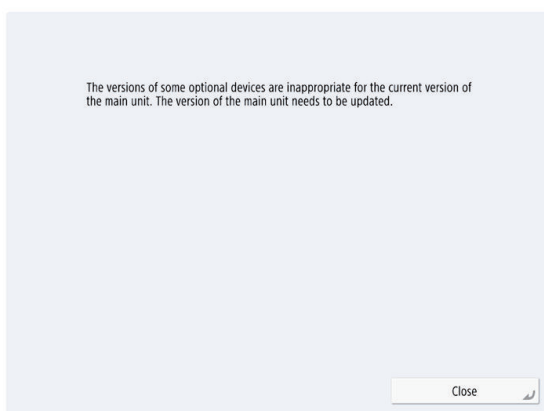 The versions of some optional devices are inappropriate for the current version of
the main unit. The version of the main unit needs to be updated.
Close